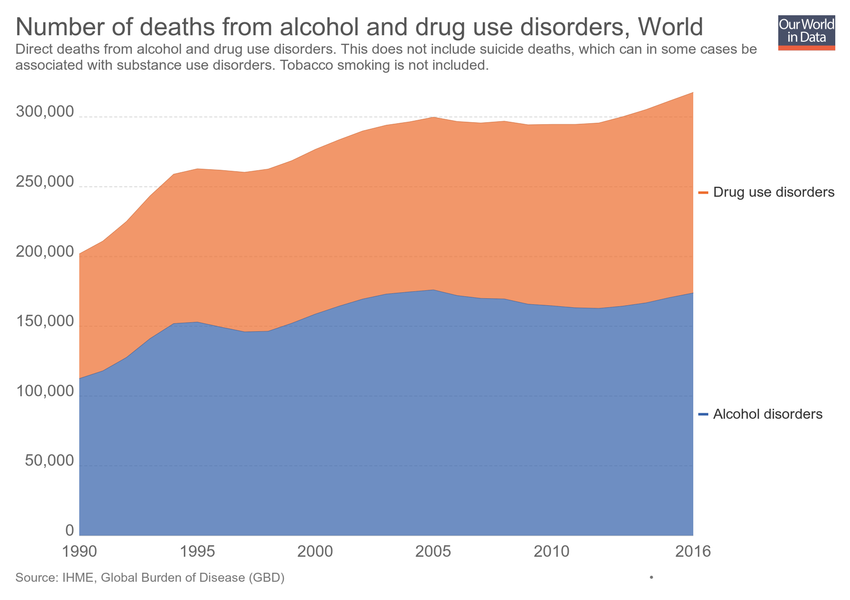 Number of deaths from alcohol and drug use disorders, World
Our World
in Data
Direct deaths from alcohol and drug use disorders. This does not include suicide deaths, which can in some cases be
associated with substance use disorders. Tobacco smoking is not included.
300,000
250,000
Drug use disorders
200,000
150,000
100,000
Alcohol disorders
50,000
0
1990 1995 2000 2005 2010 2016
Source: IHME, Global Burden of Disease (GBD)